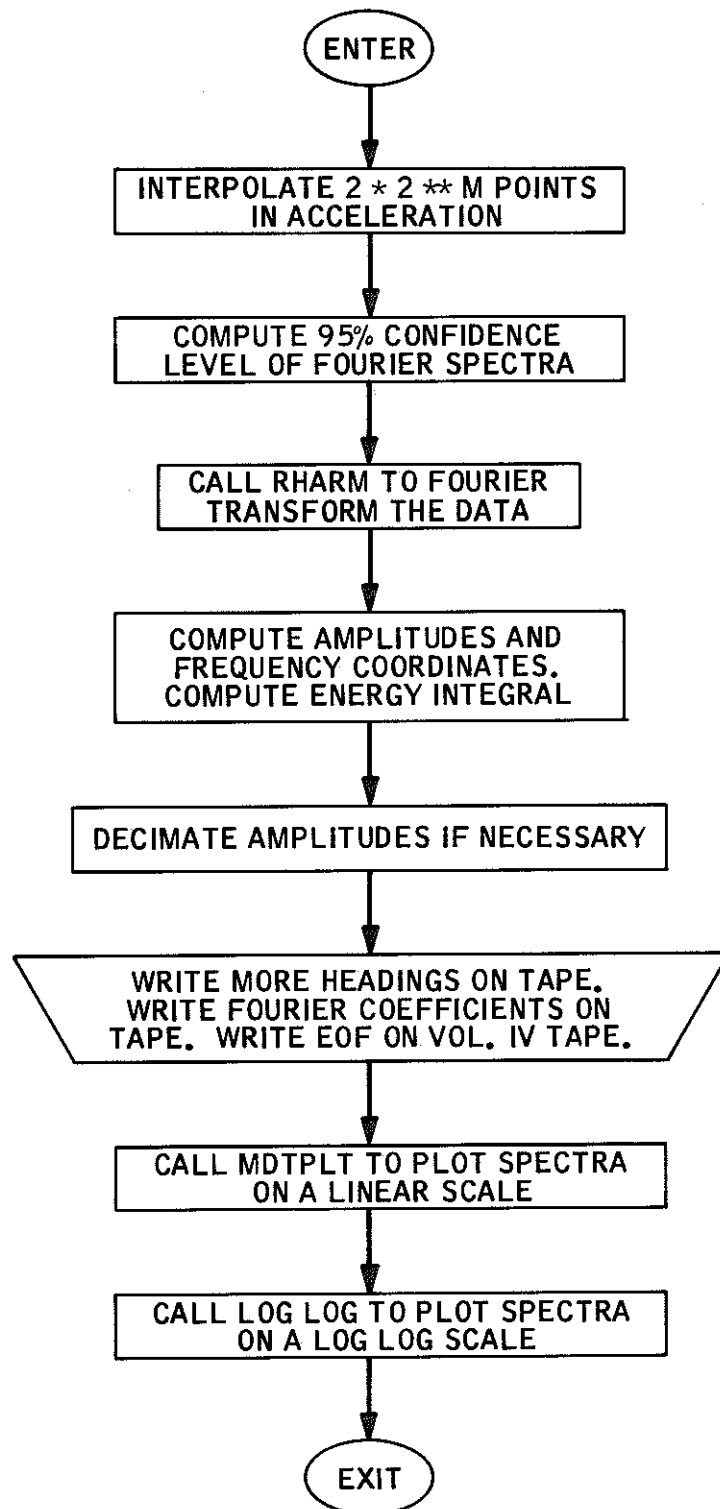 ENTER
INTERPOLATE 2 * 2 ** M POINTS
IN ACCELERATION
COMPUTE 95% CONFIDENCE
LEVEL OF FOURIER SPECTRA
CALL RHARM TO FOURIER
TRANSFORM THE DATA
COMPUTE AMPLITUDES AND
FREQUENCY COORDINATES.
COMPUTE ENERGY INTEGRAL
DECIMATE AMPLITUDES IF NECESSARY
WRITE MORE HEADINGS ON TAPE.
WRITE FOURIER COEFFICIENTS ON
TAPE. WRITE EOF ON VOL. IV TAPE.
CALL MDTPLT TO PLOT SPECTRA
ON A LINEAR SCALE
CALL LOG LOG TO PLOT SPECTRA
ON A LOG LOG SCALE
EXIT